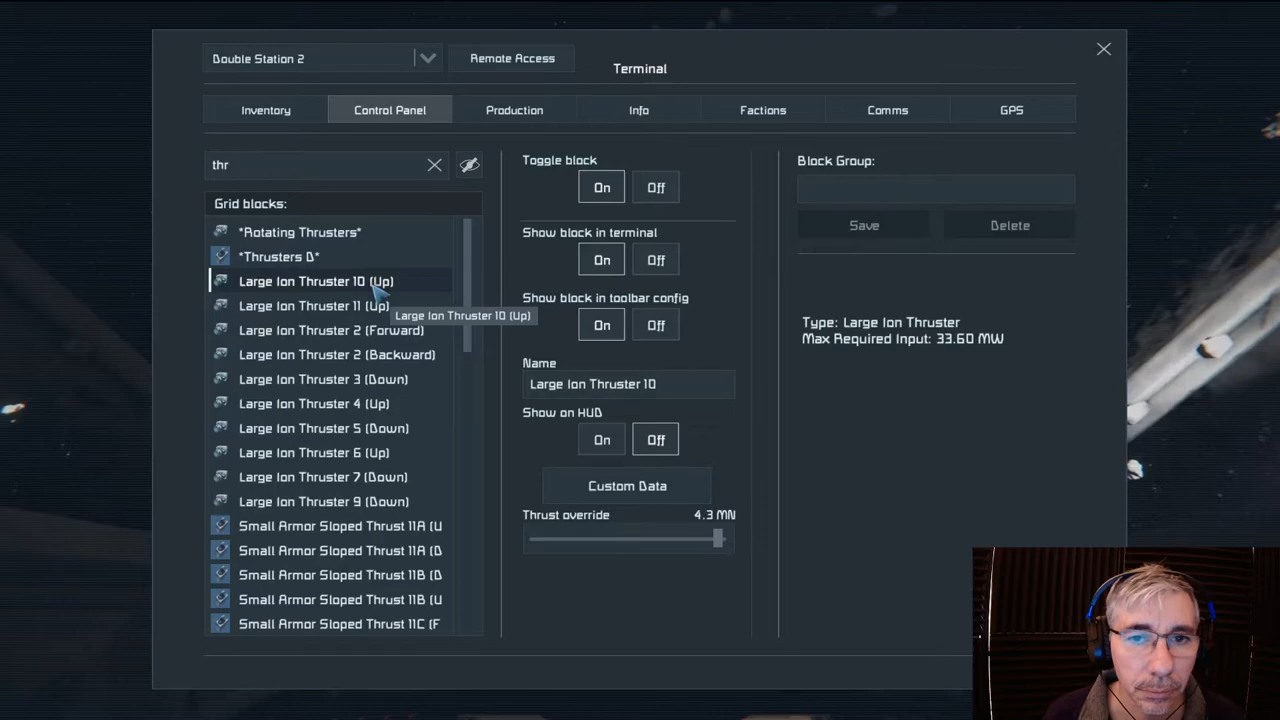 Double Station 2
Remote Access
Terminal
Inventory
Control Panel
Production
Info
Factions
Comms
GPS
thr
Grid blocks:
*Rotating Thrusters*
*Thrusters D*
Large Ion Thruster 10 (Up)
Large Ion Thruster 11 (Up)
Large Ion Thruster 10 (Up)
Large Ion Thruster 2 (Forward)
Large Ion Thruster 2 (Backward)
Large Ion Thruster 3 (Down)
Large Ion Thruster 4 (Up)
Large Ion Thruster 5 (Down)
Large Ion Thruster 6 (Up)
Large Ion Thruster 7 (Down)
Large Ion Thruster 9 (Down)
Small Armor Sloped Thrust 11A (U
Small Armor Sloped Thrust 11A (D
Small Armor Sloped Thrust 11B (D
Small Armor Sloped Thrust 11B (U
Small Armor Sloped Thrust 11C (F
Toggle block
On
Off
Show block in terminal
On
Off
Show block in toolbar config
On
Off
Name
Large Ion Thruster 10
Show on HUD
On
Off
Custom Data
Thrust override
4.3 MN
Block Group:
Save
Delete
Type: Large Ion Thruster
Max Required Input: 33.60 MW